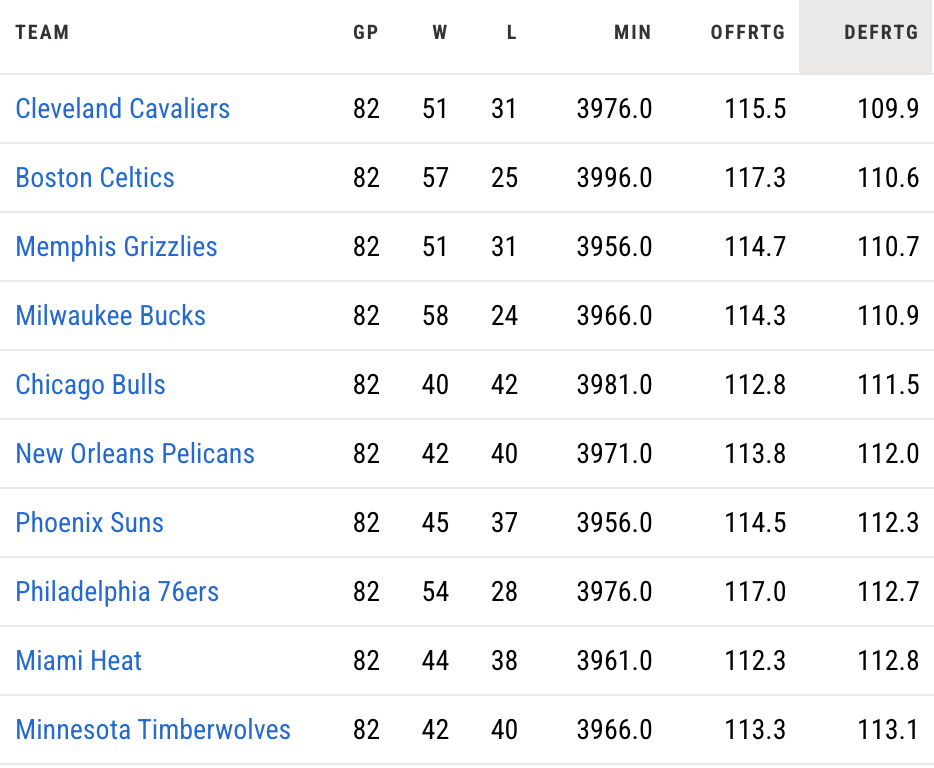 TEAM GP W L MIN OFFRTG DEFRTG
Cleveland Cavaliers 82 51 31 3976.0 115.5 109.9
Boston Celtics 82 57 25 3996.0 117.3 110.6
Memphis Grizzlies 82 51 31 3956.0 114.7 110.7
Milwaukee Bucks 82 58 24 3966.0 114.3 110.9
Chicago Bulls 82 40 42 3981.0 112.8 111.5
New Orleans Pelicans 82 42 40 3971.0 113.8 112.0
Phoenix Suns 82 45 37 3956.0 114.5 112.3
Philadelphia 76ers 82 54 28 3976.0 117.0 112.7
Miami Heat 82 44 38 3961.0 112.3 112.8
Minnesota Timberwolves 82 42 40 3966.0 113.3 113.1